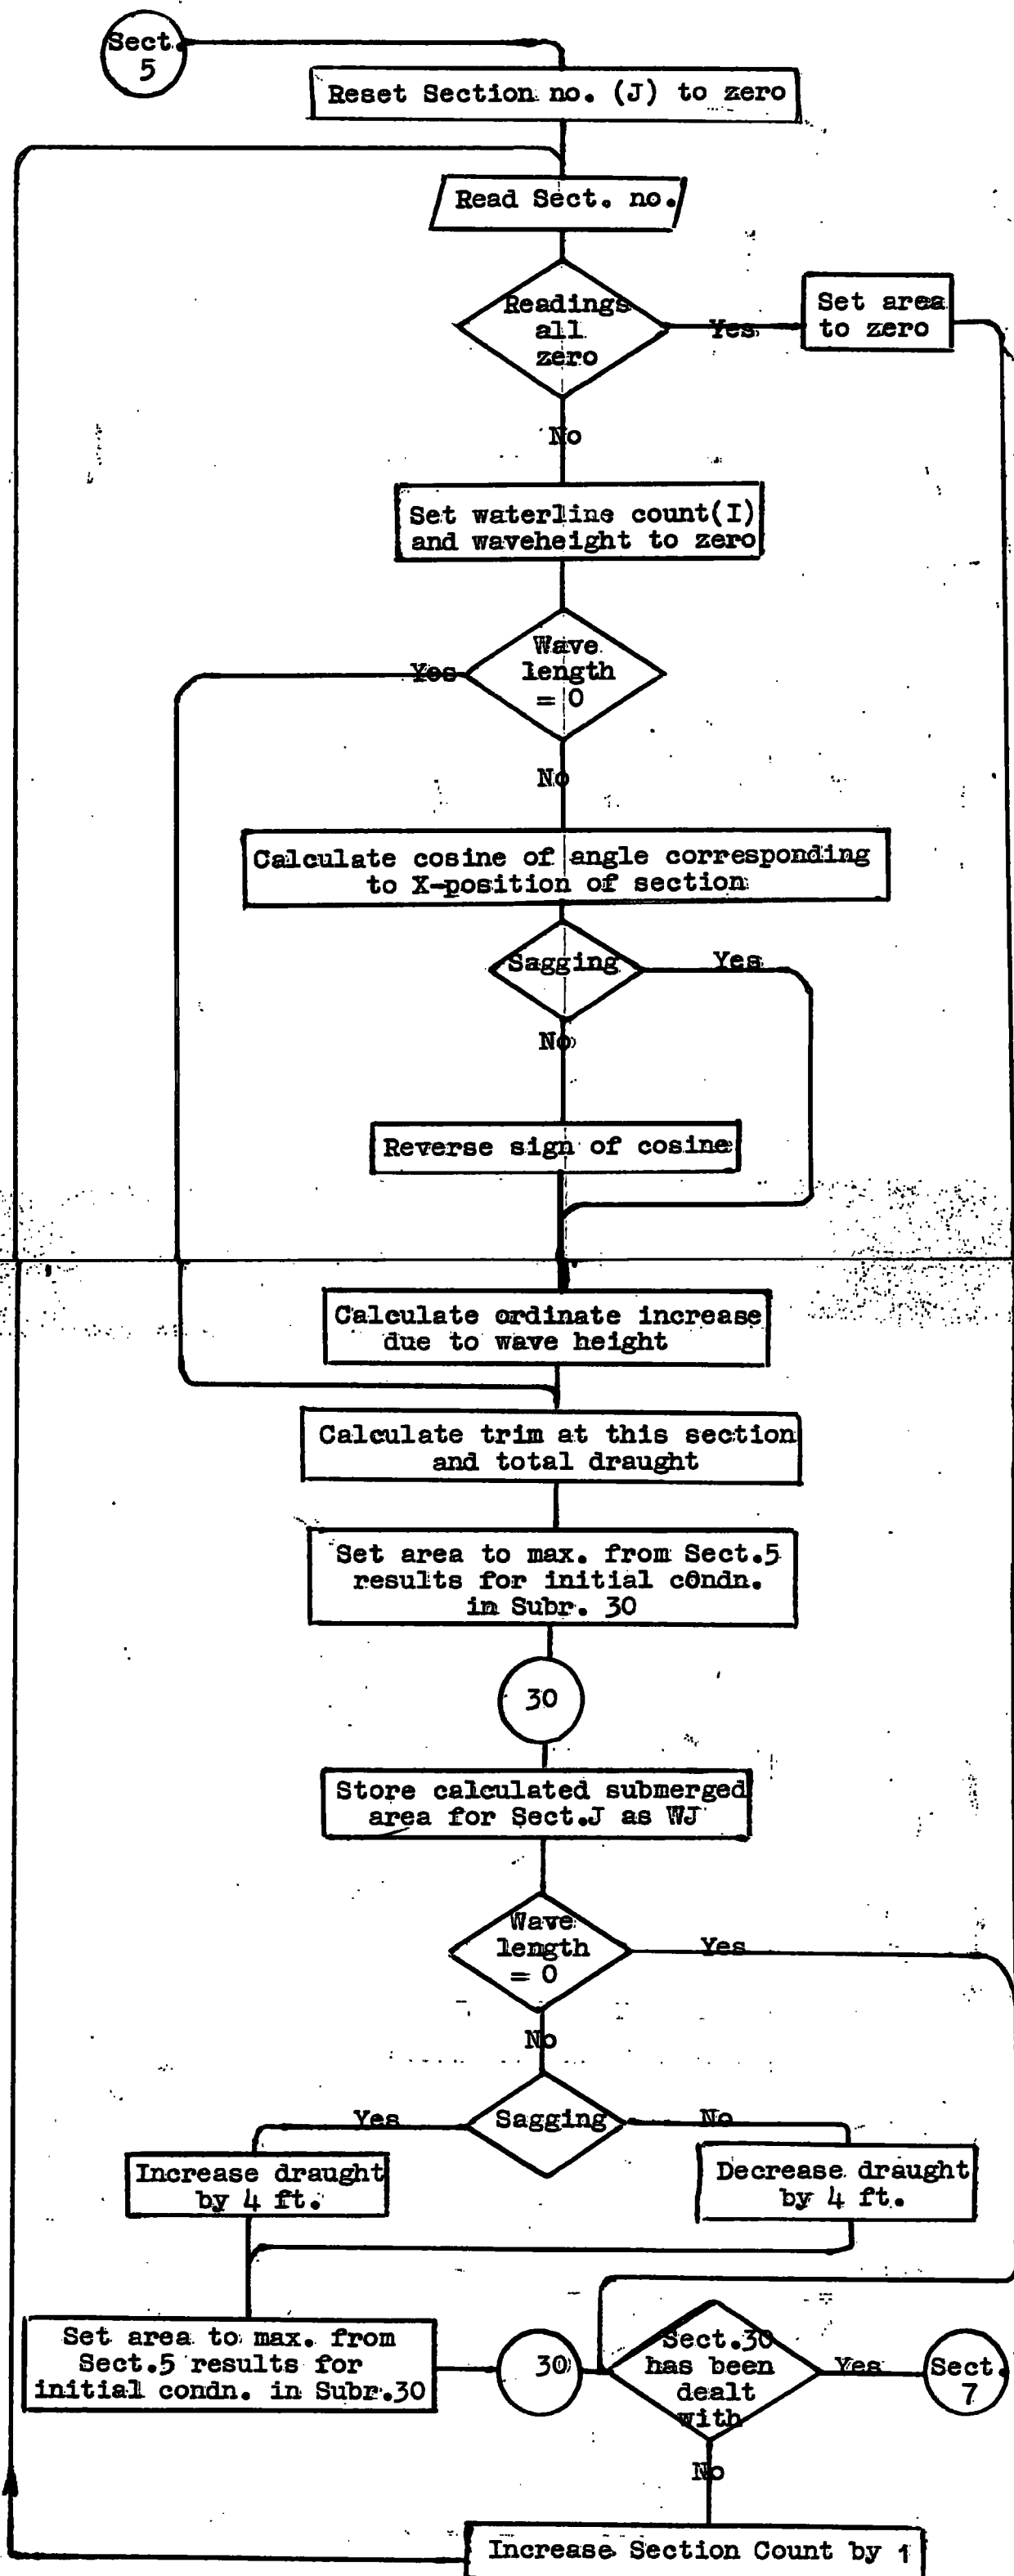 Sect.
5
Reset Section no. (J) to zero
Read Sect. no.
Readings
all
zero
Yes
Set area
to zero
No
Set waterline count(I)
and waveheight to zero
Wave
length
= 0
Yes
No
Calculate cosine of angle corresponding
to X-position of section
Sagging
Yes
No
Reverse sign of cosine
Calculate ordinate increase
due to wave height
Calculate trim at this section
and total draught
Set area to max. from Sect.5
results for initial c0ndn.
in Subr. 30
30
Store calculated submerged
area for Sect.J as WJ
Wave
length
= 0
Yes
No
Sagging
Yes
No
Increase draught
by 4 ft.
Decrease draught
by 4 ft.
Set area to max. from
Sect.5 results for
initial condn. in Subr.30
30
Sect.30
has been
dealt
with
Yes
Sect.
7
No
Increase Section Count by 1